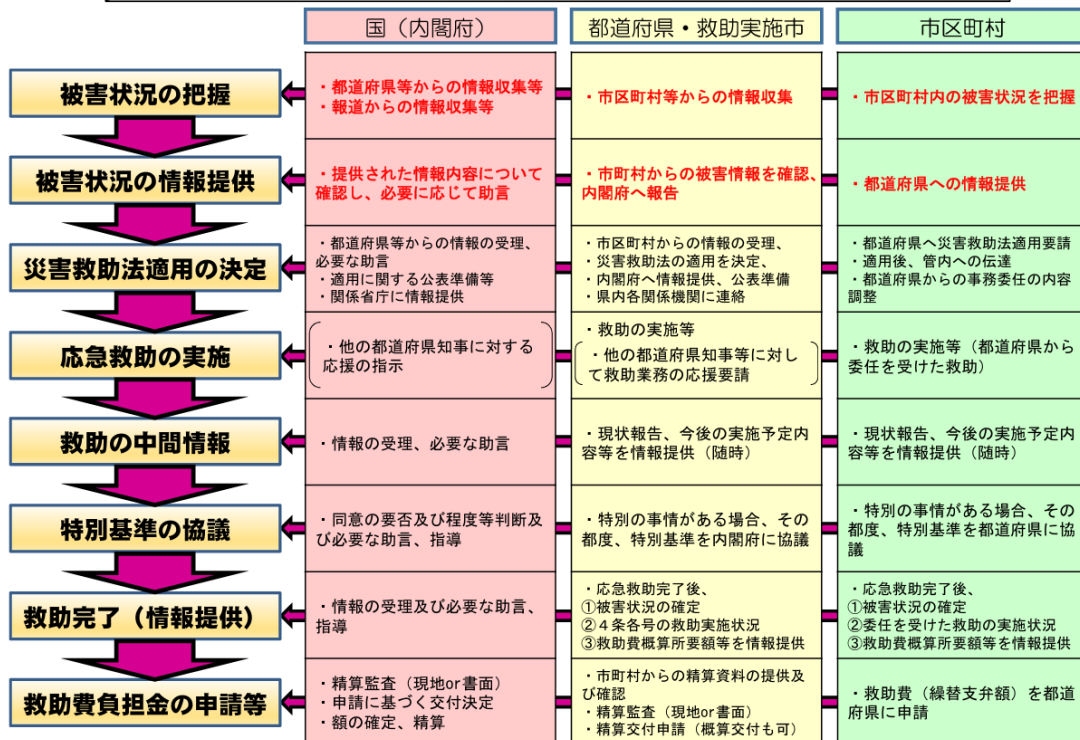 国（内閣府）
都道府県・救助実施市
市区町村
被害状況の把握
・都道府県等からの情報収集等
・報道からの情報収集等
・市区町村等からの情報収集
・市区町村内の被害状況を把握
被害状況の情報提供
・提供された情報内容について
確認し、必要に応じて助言
・市町村からの被害情報を確認、
内閣府へ報告
・都道府県への情報提供
災害救助法適用の決定
・都道府県等からの情報の受理、
必要な助言
・適用に関する公表準備等
・関係省庁に情報提供
・市区町村からの情報の受理、
・災害救助法の適用を決定、
・内閣府へ情報提供、公表準備
・県内各関係機関に連絡
・都道府県へ災害救助法適用要請
・適用後、管内への伝達
・都道府県からの事務委任の内容
調整
応急救助の実施
・他の都道府県知事に対する
応援の指示
・救助の実施等
・他の都道府県知事等に対し
て救助業務の応援要請
・救助の実施等（都道府県から
委任を受けた救助）
救助の中間情報
・情報の受理、必要な助言
・現状報告、今後の実施予定内
容等を情報提供（随時）
・現状報告、今後の実施予定内
容等を情報提供（随時）
特別基準の協議
・同意の要否及び程度等判断及
び必要な助言、指導
・特別の事情がある場合、その
都度、特別基準を内閣府に協議
・特別の事情がある場合、その
都度、特別基準を都道府県に協
議
救助完了（情報提供）
・情報の受理及び必要な助言、
指導
・応急救助完了後、
①被害状況の確定
②４条各号の救助実施状況
③救助費概算所要額等を情報提供
・応急救助完了後、
①被害状況の確定
②委任を受けた救助の実施状況
③救助費概算所要額等を情報提供
救助費負担金の申請等
・精算監査（現地or書面）
・申請に基づく交付決定
・額の確定、精算
・市町村からの精算資料の提供及
び確認
・精算監査（現地or書面）
・精算交付申請（概算交付も可）
・救助費（繰替支弁額）を都道
府県に申請